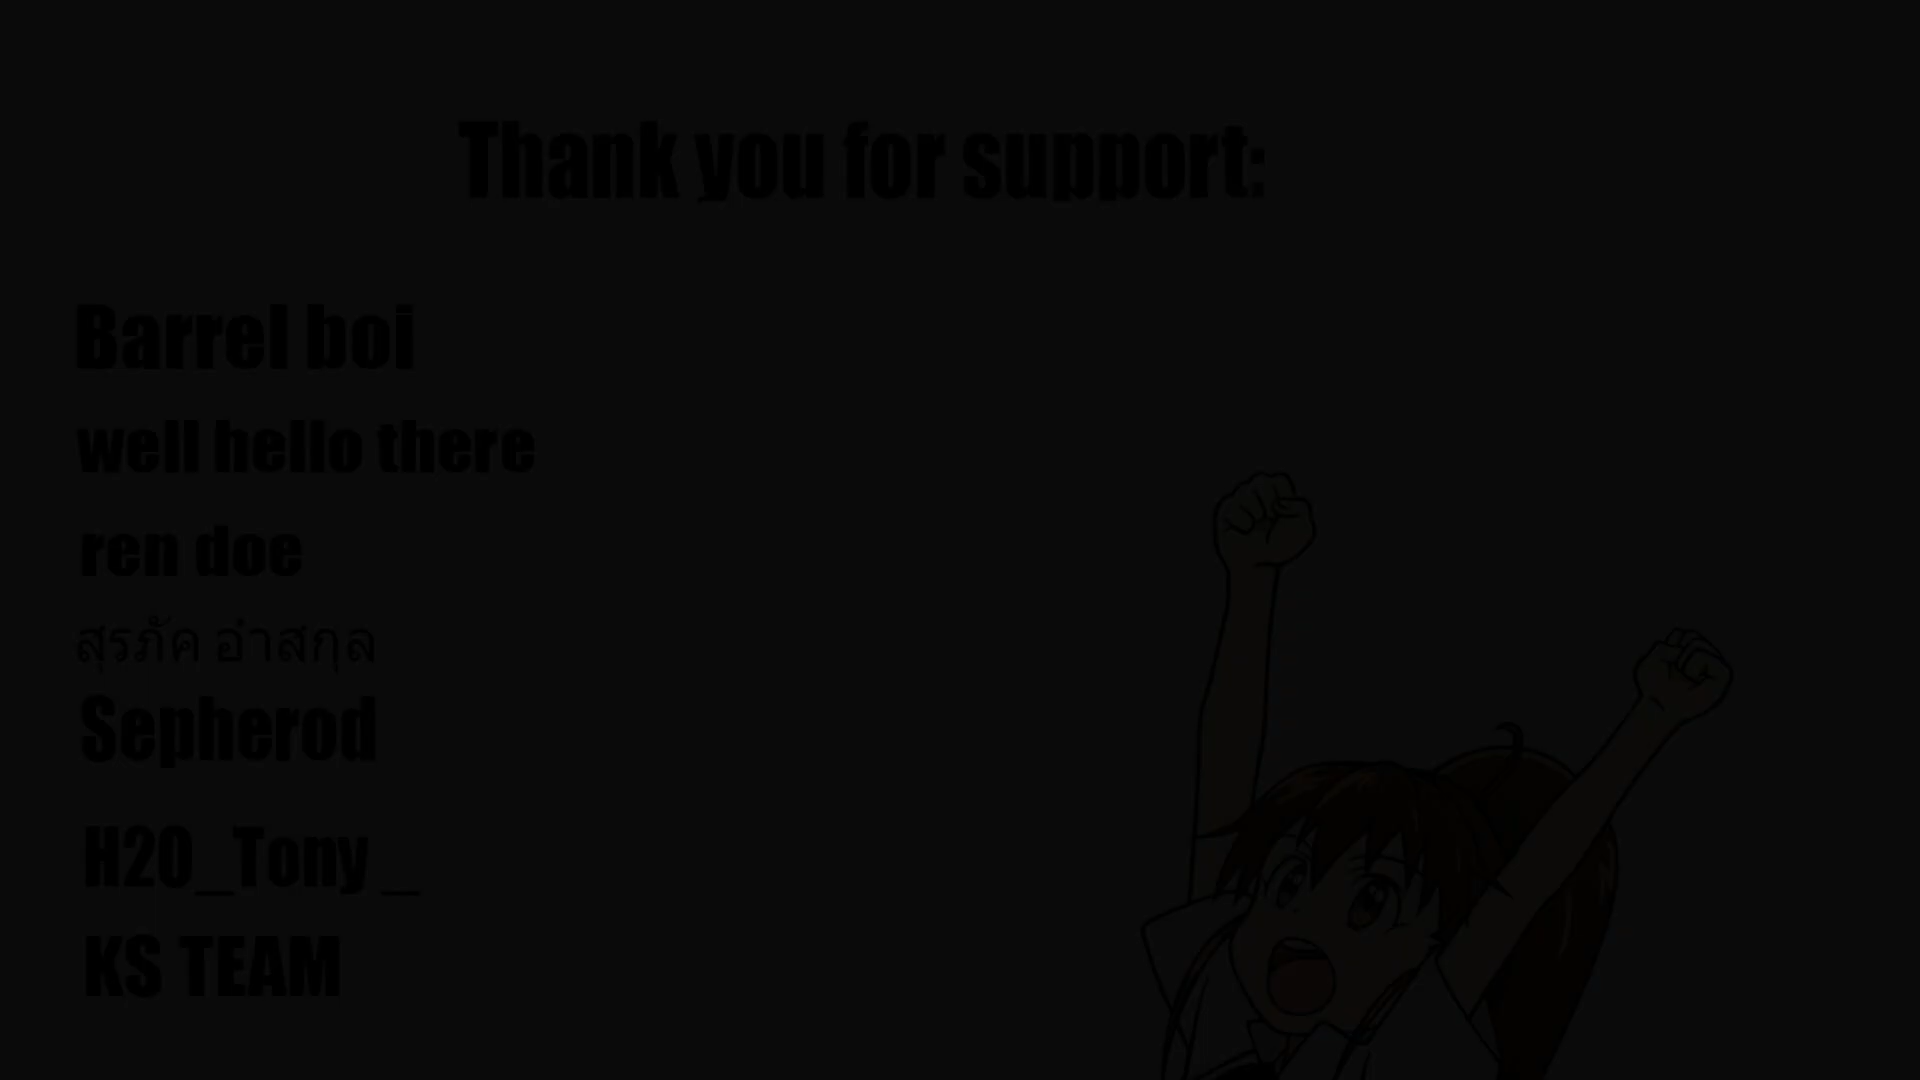 Thank you for support:
Barrel boi
well hello there
ren doe
สุรภัค อ่ำสกุล
Sepherod
H2O_Tony _
KS TEAM